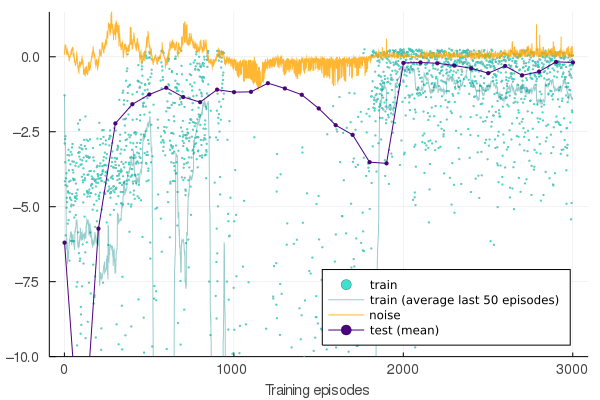 0.0
−2.5
−5.0
−7.5
−10.0
train
train (average last 50 episodes)
noise
test (mean)
0 1000 2000 3000
Training episodes